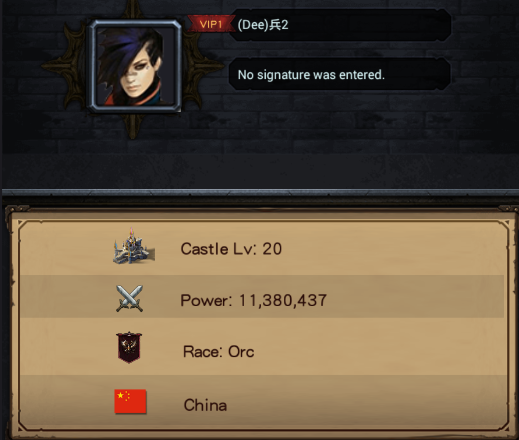 VIP1
(Dee)兵2
No signature was entered.
Castle Lv: 20
Power: 11,380,437
Race: Orc
China